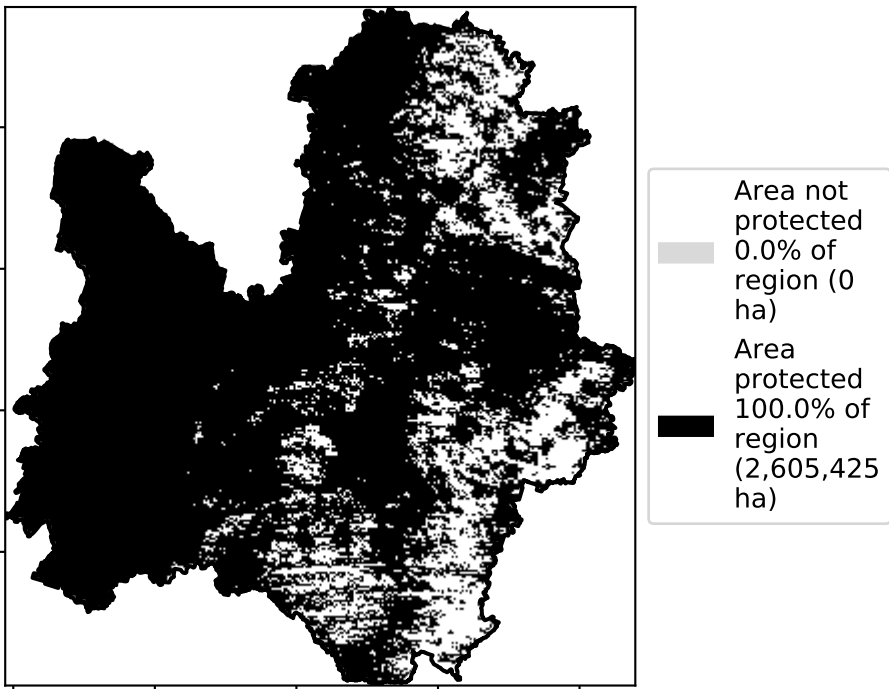 Area not
protected
0.0% of
region (0
ha)
Area
protected
100.0% of
region
(2,605,425
ha)